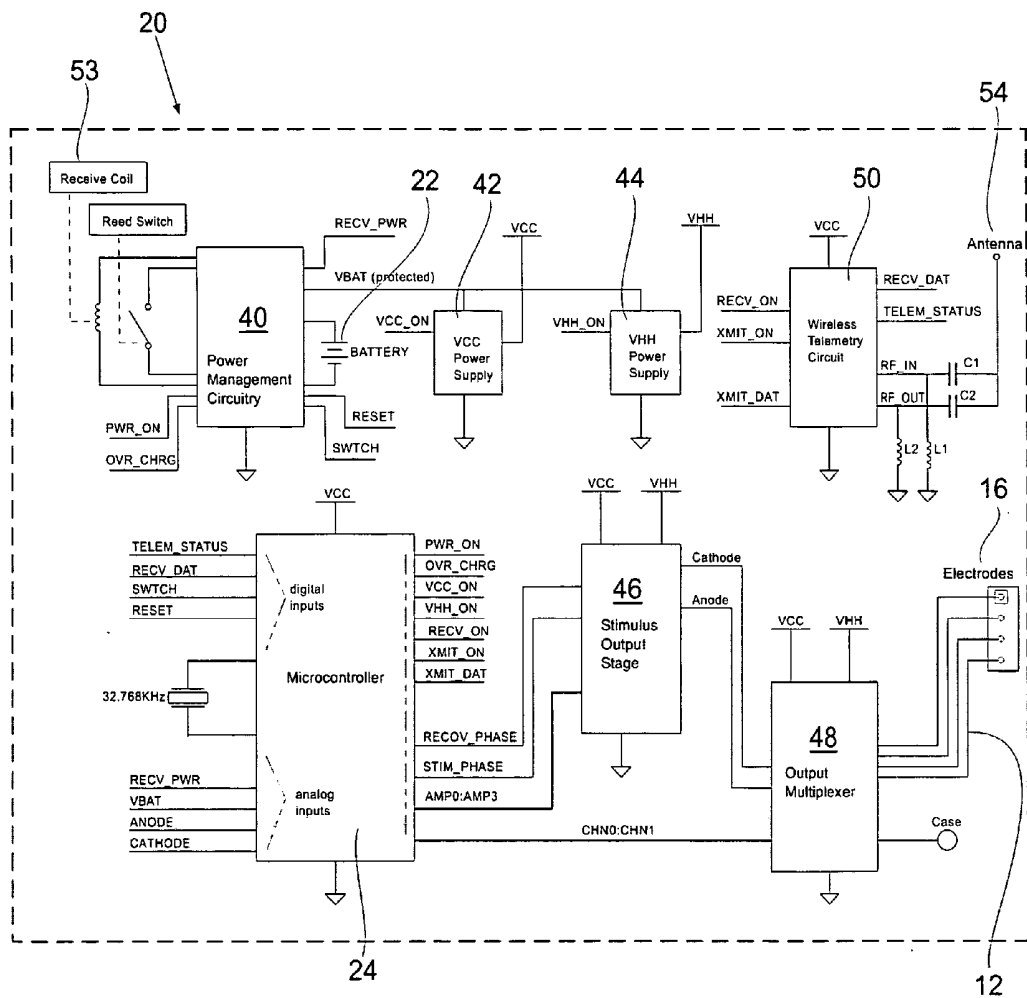 20
53
54
Receive Coil
22
42
44
50
Reed Switch
RECV_PWR
VCC
VHH
VCC
Antenna
VBAT (protected)
RECV_DAT
40
VCC_ON
VHH_ON
RECV_ON
TELEM_STATUS
BATTERY
VCC Power Supply
VHH Power Supply
XMIT_ON
Wireless Telemetry Circuit
RF_IN
C1
Power Management Circuitry
RF_OUT
C2
XMIT_DAT
PWR_ON
RESET
L2
L1
OVR_CHRG
SWTCH
VCC
VCC
VHH
16
TELEM_STATUS
PWR_ON
Cathode
Electrodes
RECV_DAT
digital inputs
OVR_CHRG
46
SWTCH
VCC_ON
Anode
RESET
VHH_ON
Stimulus Output Stage
RECV_ON
VCC
VHH
Microcontroller
XMIT_ON
32.768KHz
XMIT_DAT
RECOV_PHASE
48
STIM_PHASE
Output Multiplexer
RECV_PWR
AMP0:AMP3
VBAT
analog inputs
ANODE
CHN0:CHN1
Case
CATHODE
24
12